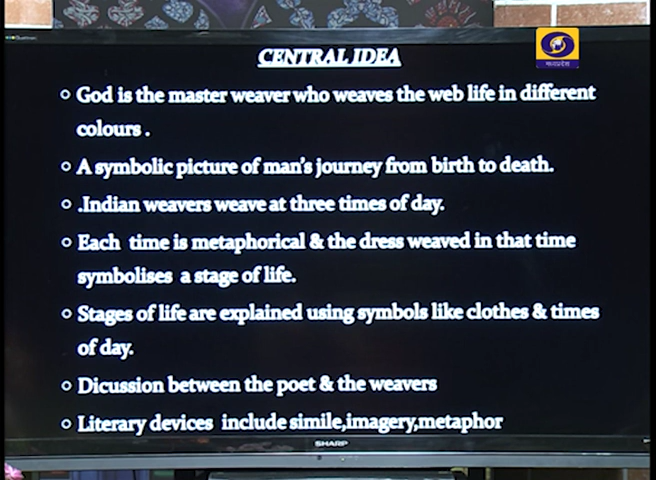 CENTRAL IDEA
मध्यप्रदेश
God is the master weaver who weaves the web life in different
colours .
A symbolic picture of man's journey from birth to death.
.Indian weavers weave at three times of day.
Each time is metaphorical & the dress weaved in that time
symbolises a stage of life.
Stages of life are explained using symbols like clothes & times
of day.
Dicussion between the poet & the weavers
Literary devices include simile,imagery,metaphor
SHARP